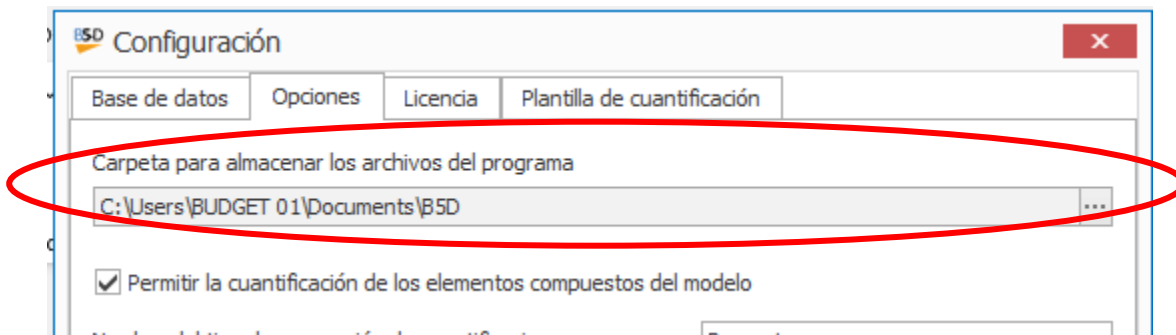 B5D Configuración
Base de datos Opciones Licencia Plantilla de cuantificación
Carpeta para almacenar los archivos del programa
C:\Users\BUDGET 01\Documents\B5D ...
Permitir la cuantificación de los elementos compuestos del modelo